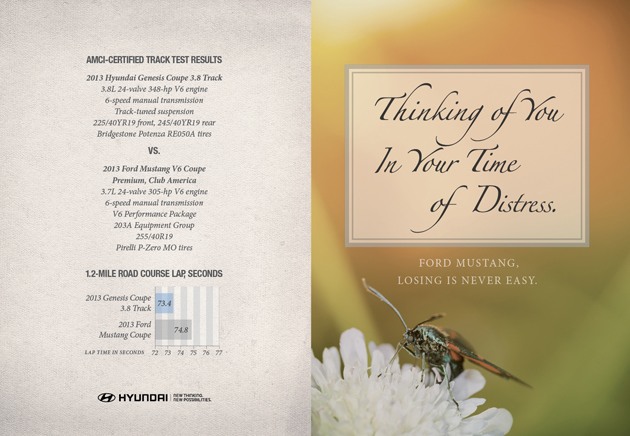 AMCI-CERTIFIED TRACK TEST RESULTS
2013 Hyundai Genesis Coupe 3.8 Track
3.8L 24-valve 348-hp V6 engine
6-speed manual transmission
Track-tuned suspension
225/40YR19 front, 245/40YR19 rear
Bridgestone Potenza RE050A tires
VS.
2013 Ford Mustang V6 Coupe
Premium, Club America
3.7L 24-valve 305-hp V6 engine
6-speed manual transmission
V6 Performance Package
203A Equipment Group
255/40R19
Pirelli P-Zero MO tires
1.2-MILE ROAD COURSE LAP, SECONDS
2013 Genesis Coupe
3.8 Track
73.4
2013 Ford
Mustang Coupe
74.8
LAP TIME IN SECONDS 72 73 74 75 76 77
HYUNDAI
NEW THINKING.
NEW POSSIBILITIES.
Thinking of You
In Your Time
of Distress.
FORD MUSTANG,
LOSING IS NEVER EASY.